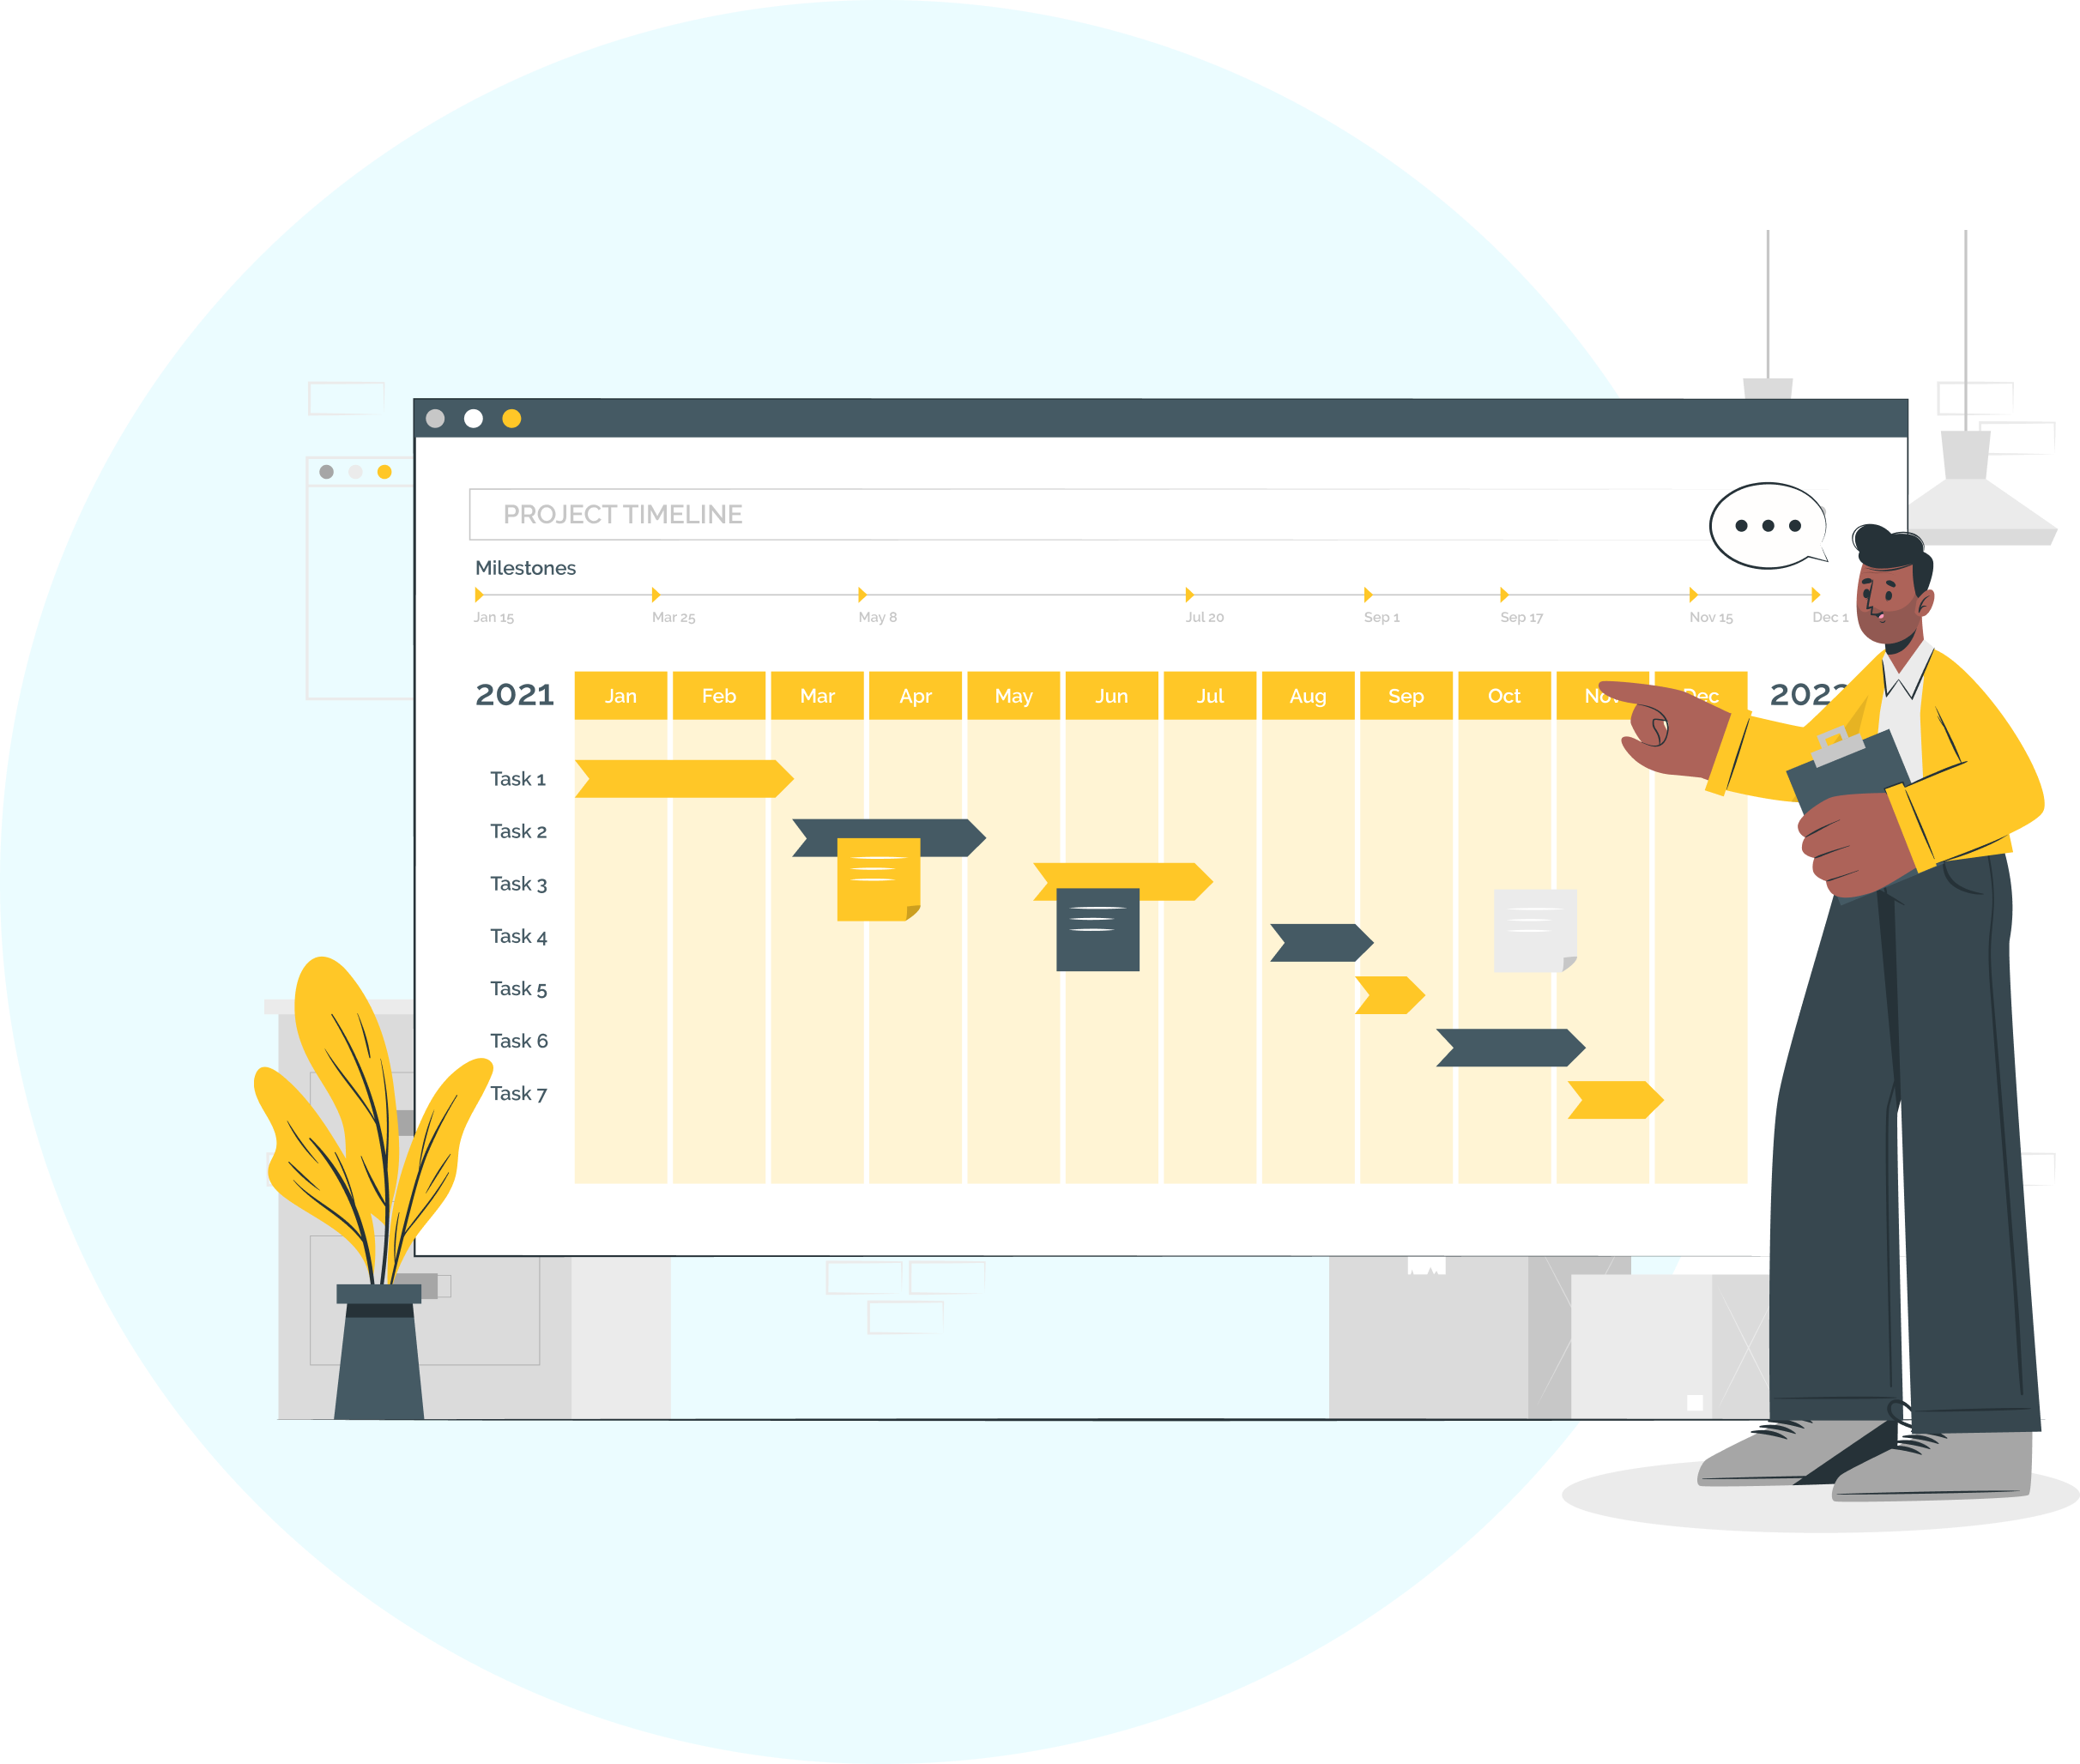 PROJECT TIMELINE
Milestones
Jan 15 Mar 25 May 8 Jul 20 Sep 1 Sep 17 Nov 15 Dec 1
2021 Jan Feb Mar Apr May Jun Jul Aug Sep Oct Nov Dec
Task 1
Task 2
Task 3
Task 4
Task 5
Task 6
Task 7